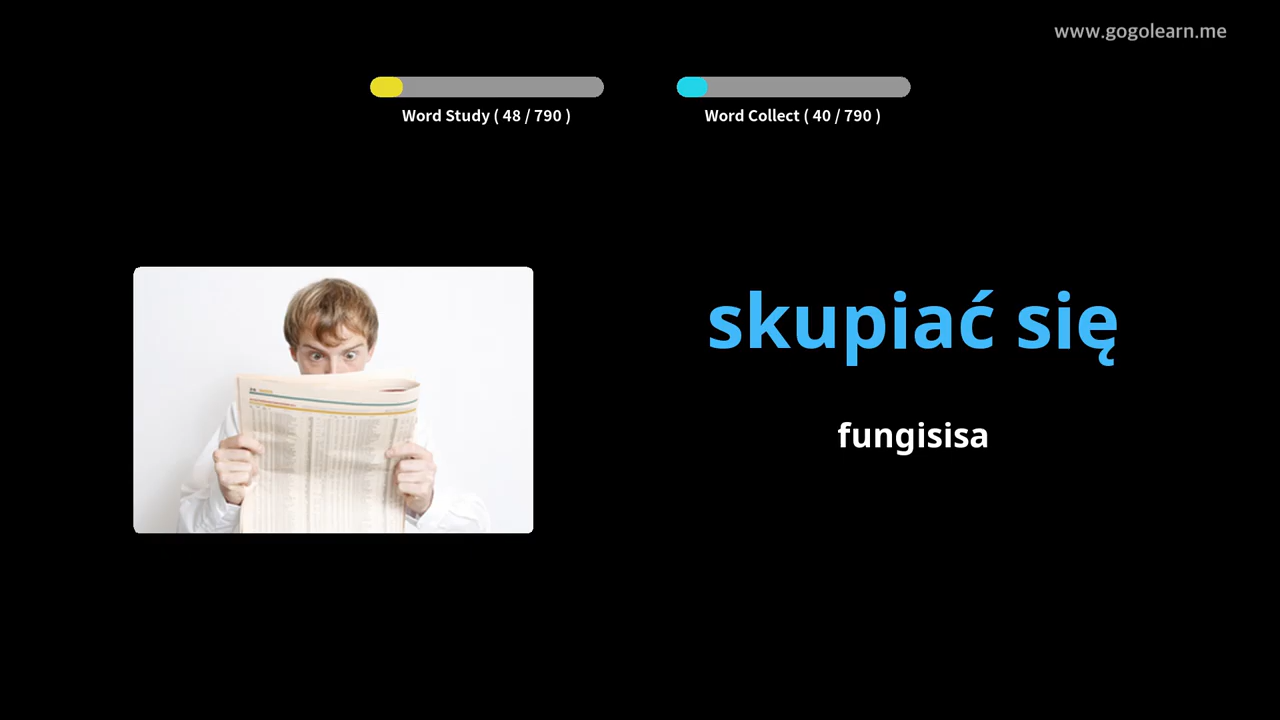 www.gogolearn.me
Word Study ( 48 / 790 )
Word Collect ( 40 / 790 )
skupiać się
fungisisa